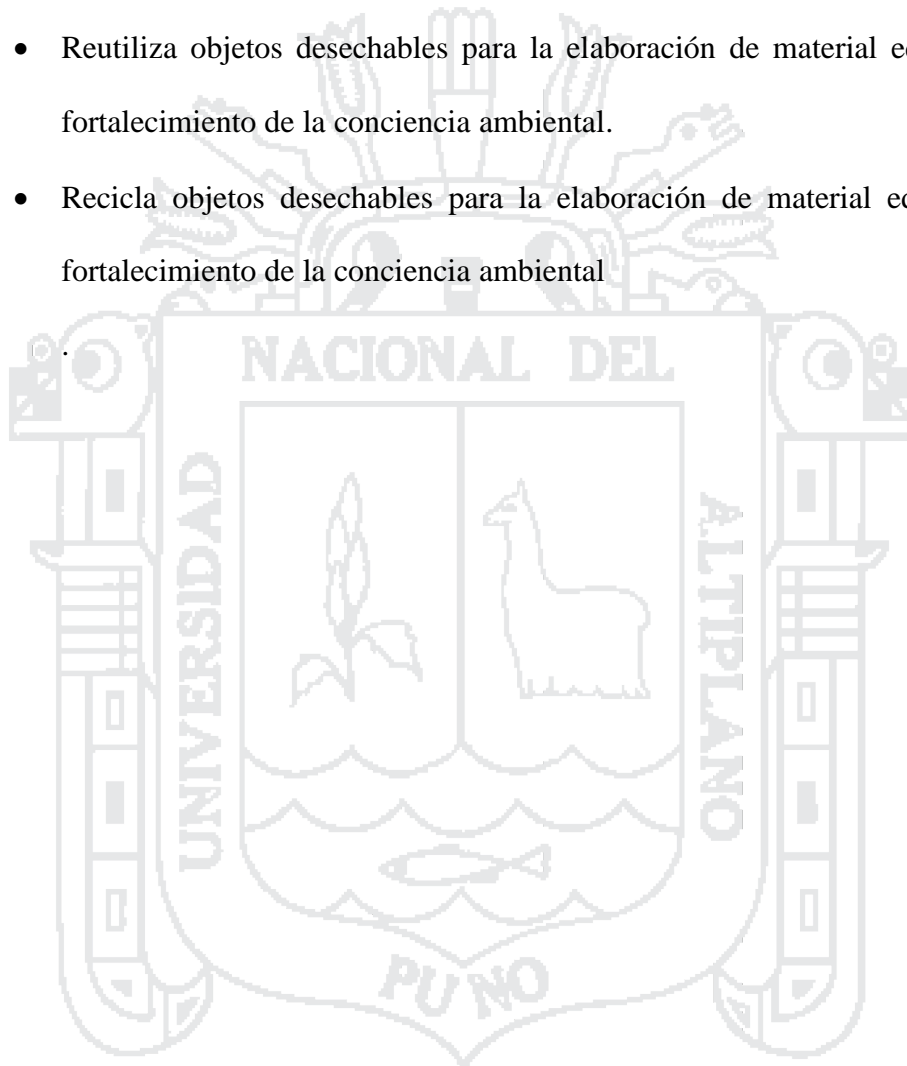 • Reutiliza objetos desechables para la elaboración de material
fortalecimiento de la conciencia ambiental.
• Recicla objetos desechables para la elaboración de material
fortalecimiento de la conciencia ambiental
.
NACIONAL DEL
UNIVERSIDAD
ALTIPLANO
PUNO